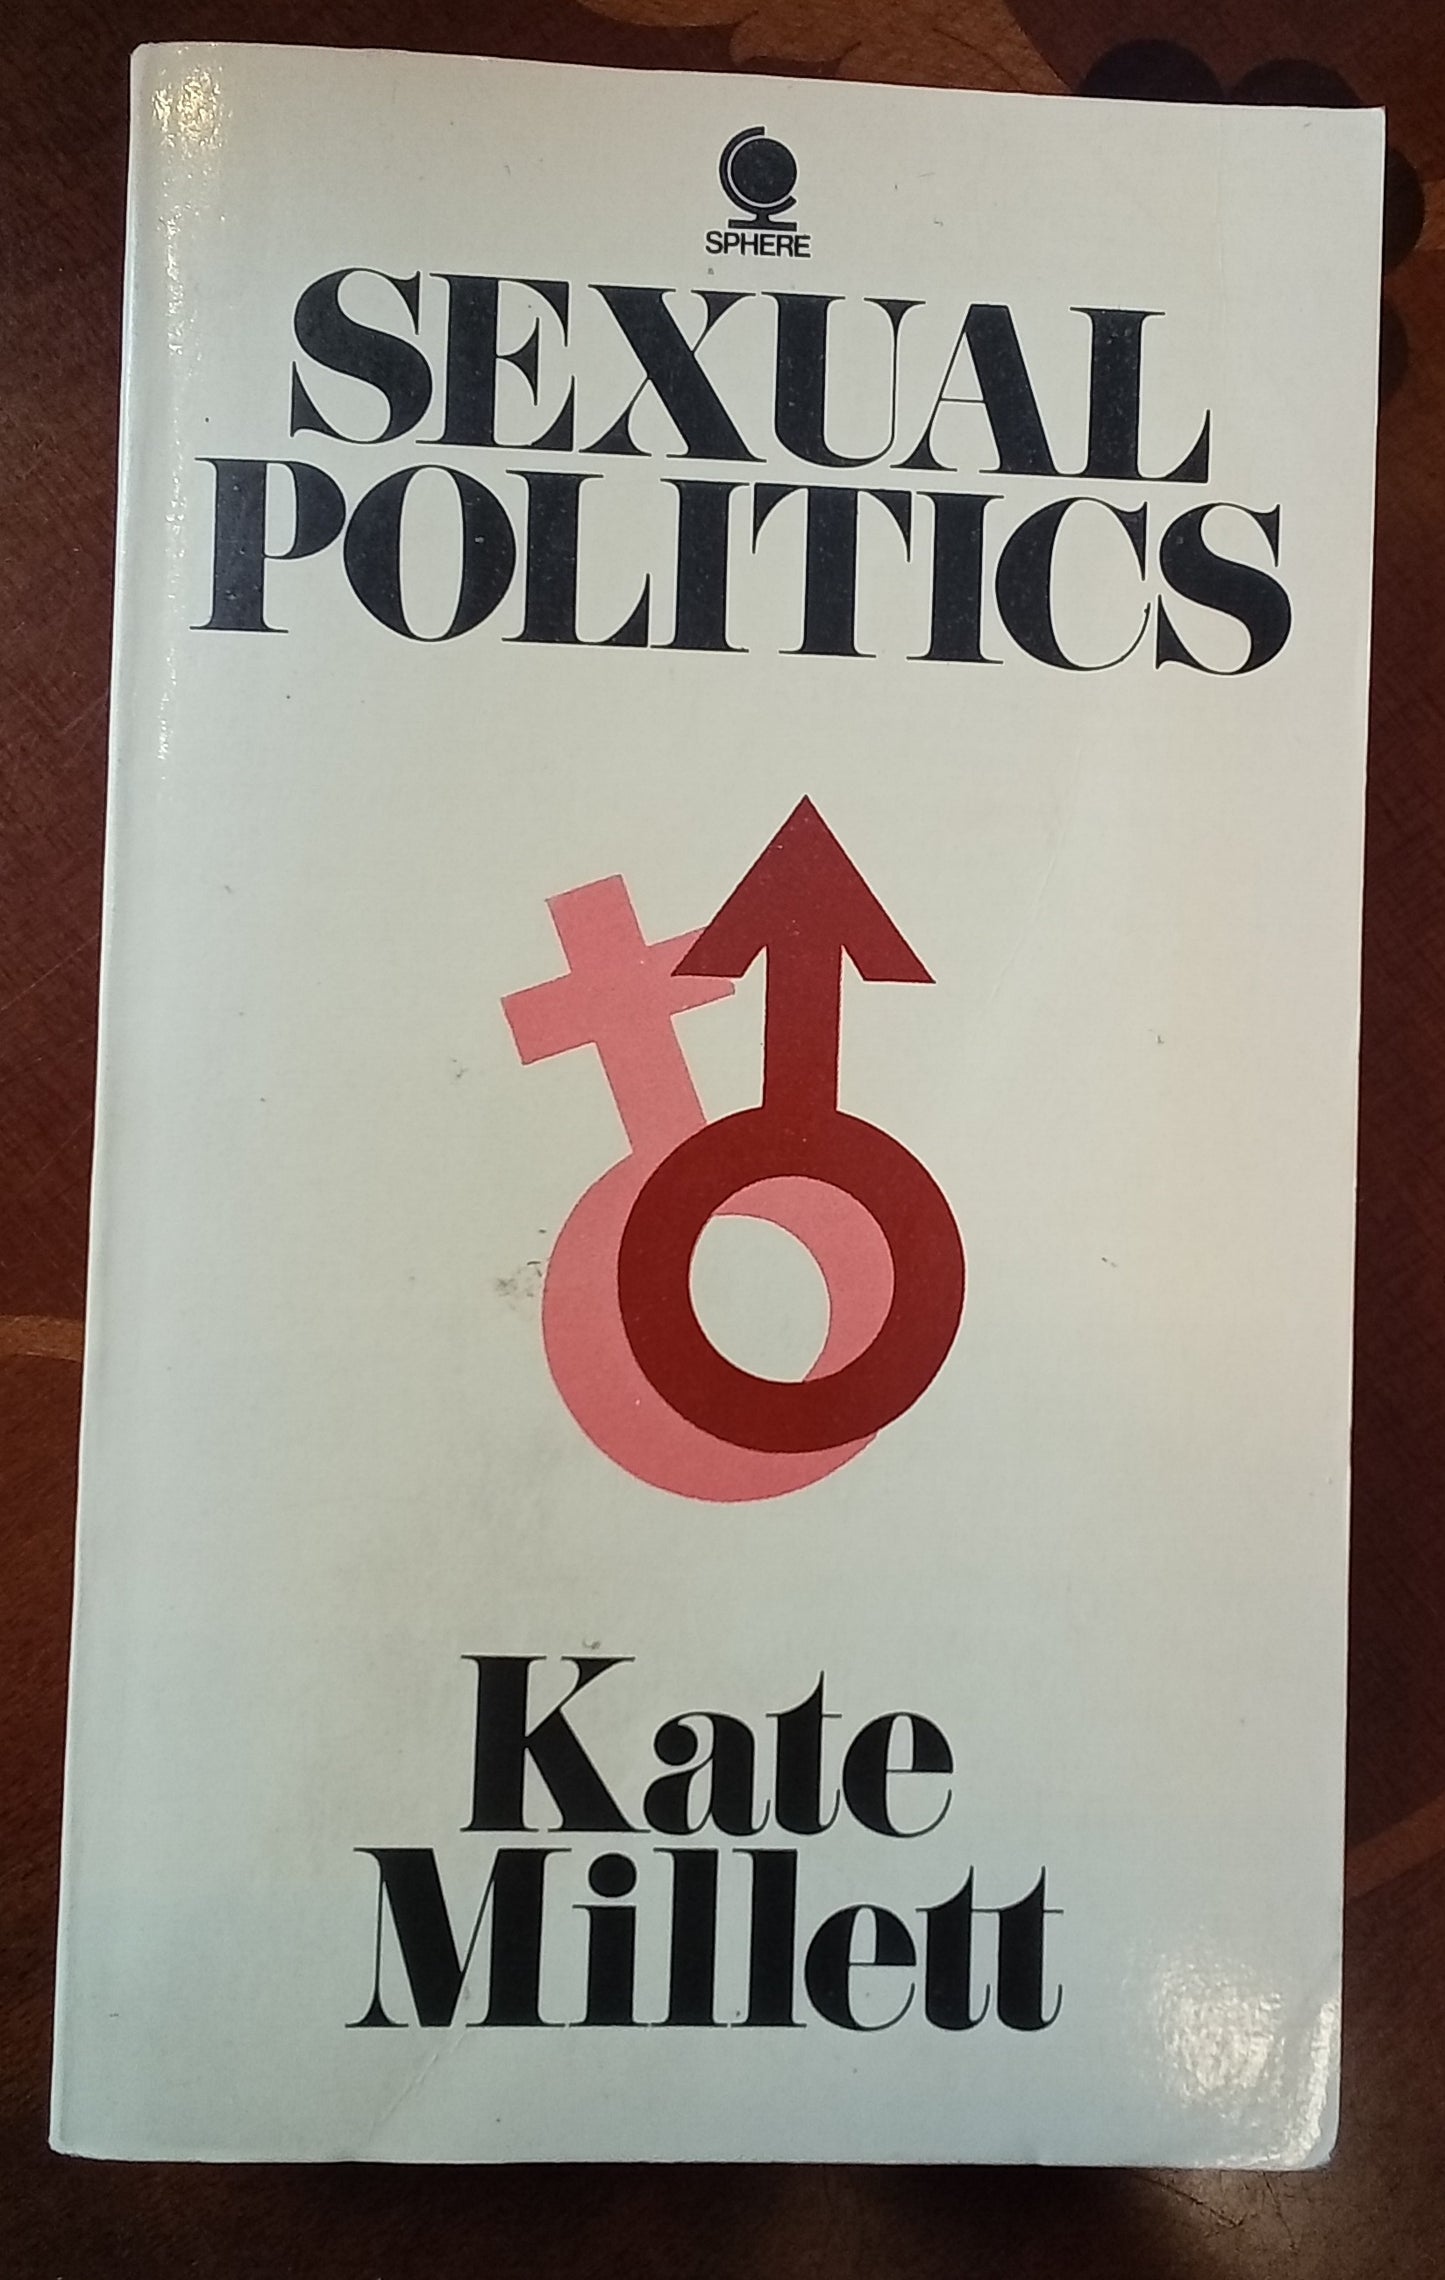 SPHERE
SEXUAL
POLITICS
Kate
Millett